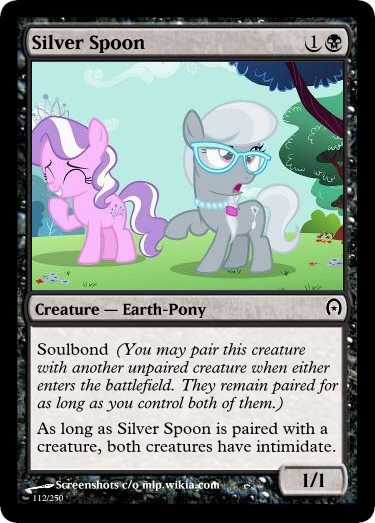 Silver Spoon 1
Creature — Earth-Pony
Soulbond (You may pair this creature
with another unpaired creature when either
enters the battlefield. They remain paired for
as long as you control both of them.)
As long as Silver Spoon is paired with a
creature, both creatures have intimidate.
Screenshots c/o mlp.wikia.com
1/1
112/250